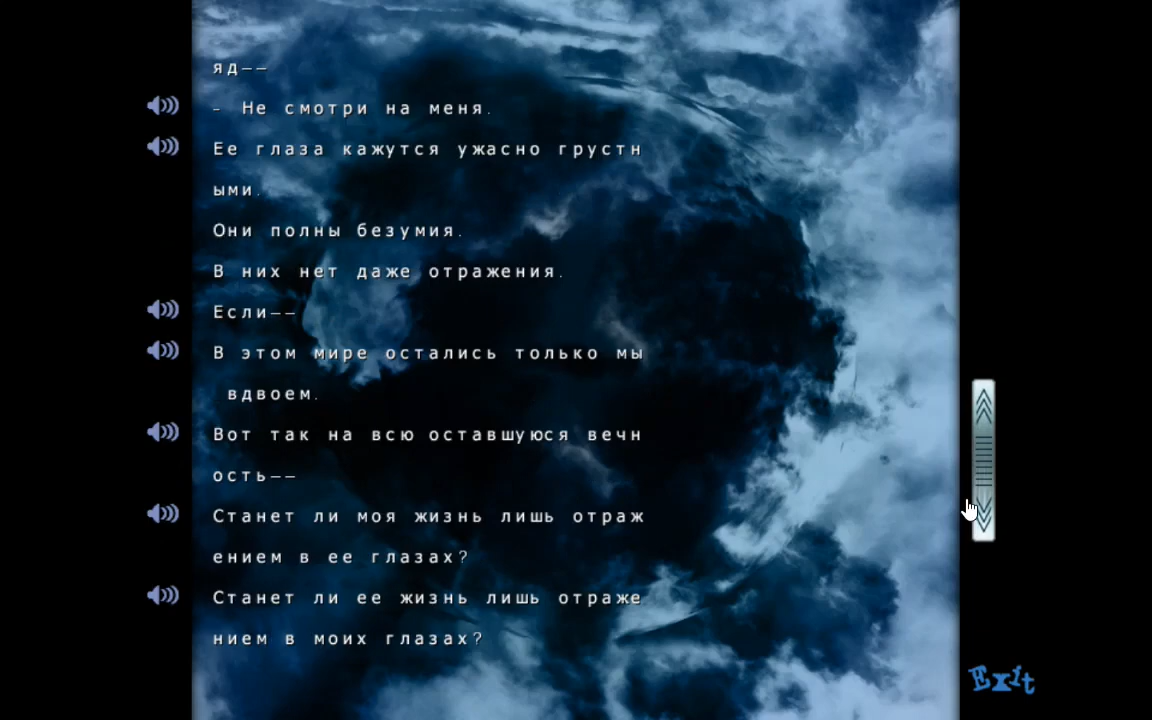 яд——
- Не смотри на меня.
Ее глаза кажутся ужасно грустн
ыми.
Они полны безумия.
В них нет даже отражения.
Если——
В этом мире остались только мы
вдвоем.
Вот так на всю оставшуюся вечн
ость——
Станет ли моя жизнь лишь отраж
ением в ее глазах?
Станет ли ее жизнь лишь отраже
нием в моих глазах?
Exit